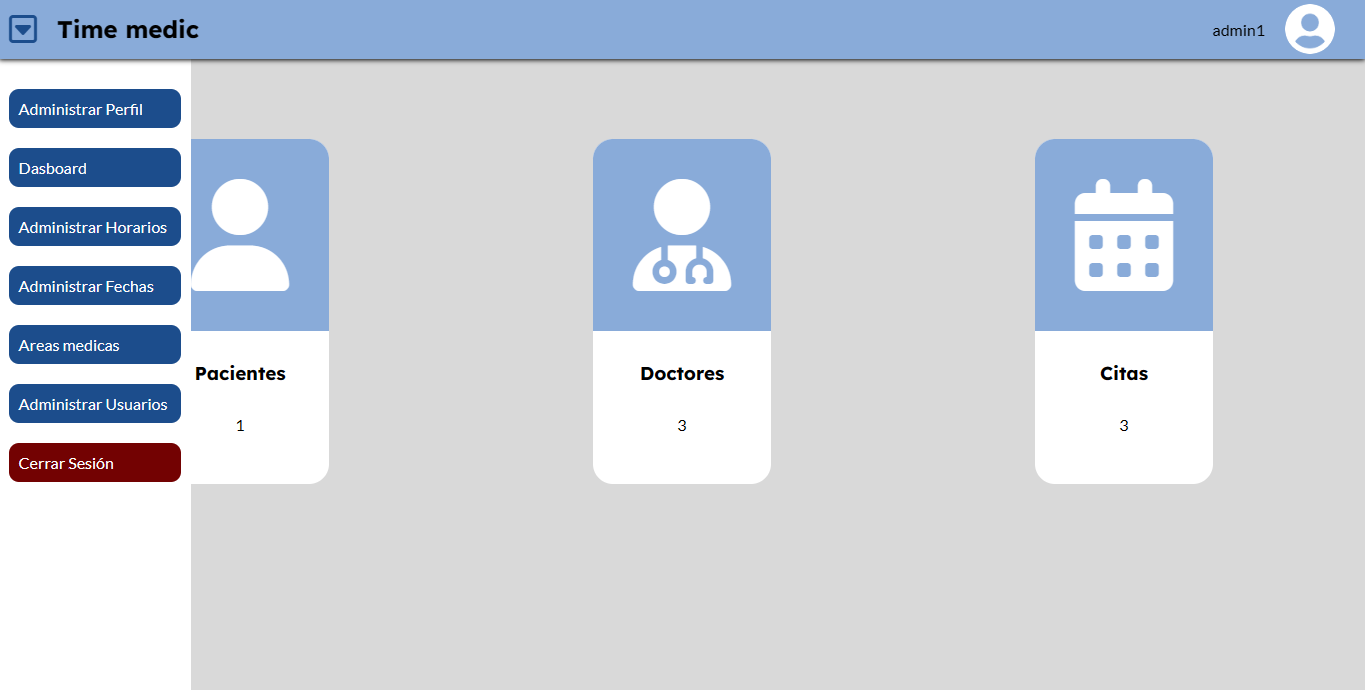 Time medic
admin1
Administrar Perfil
Dasboard
Administrar Horarios
Administrar Fechas
Areas medicas
Administrar Usuarios
Cerrar Sesión
Pacientes
1
Doctores
3
Citas
3